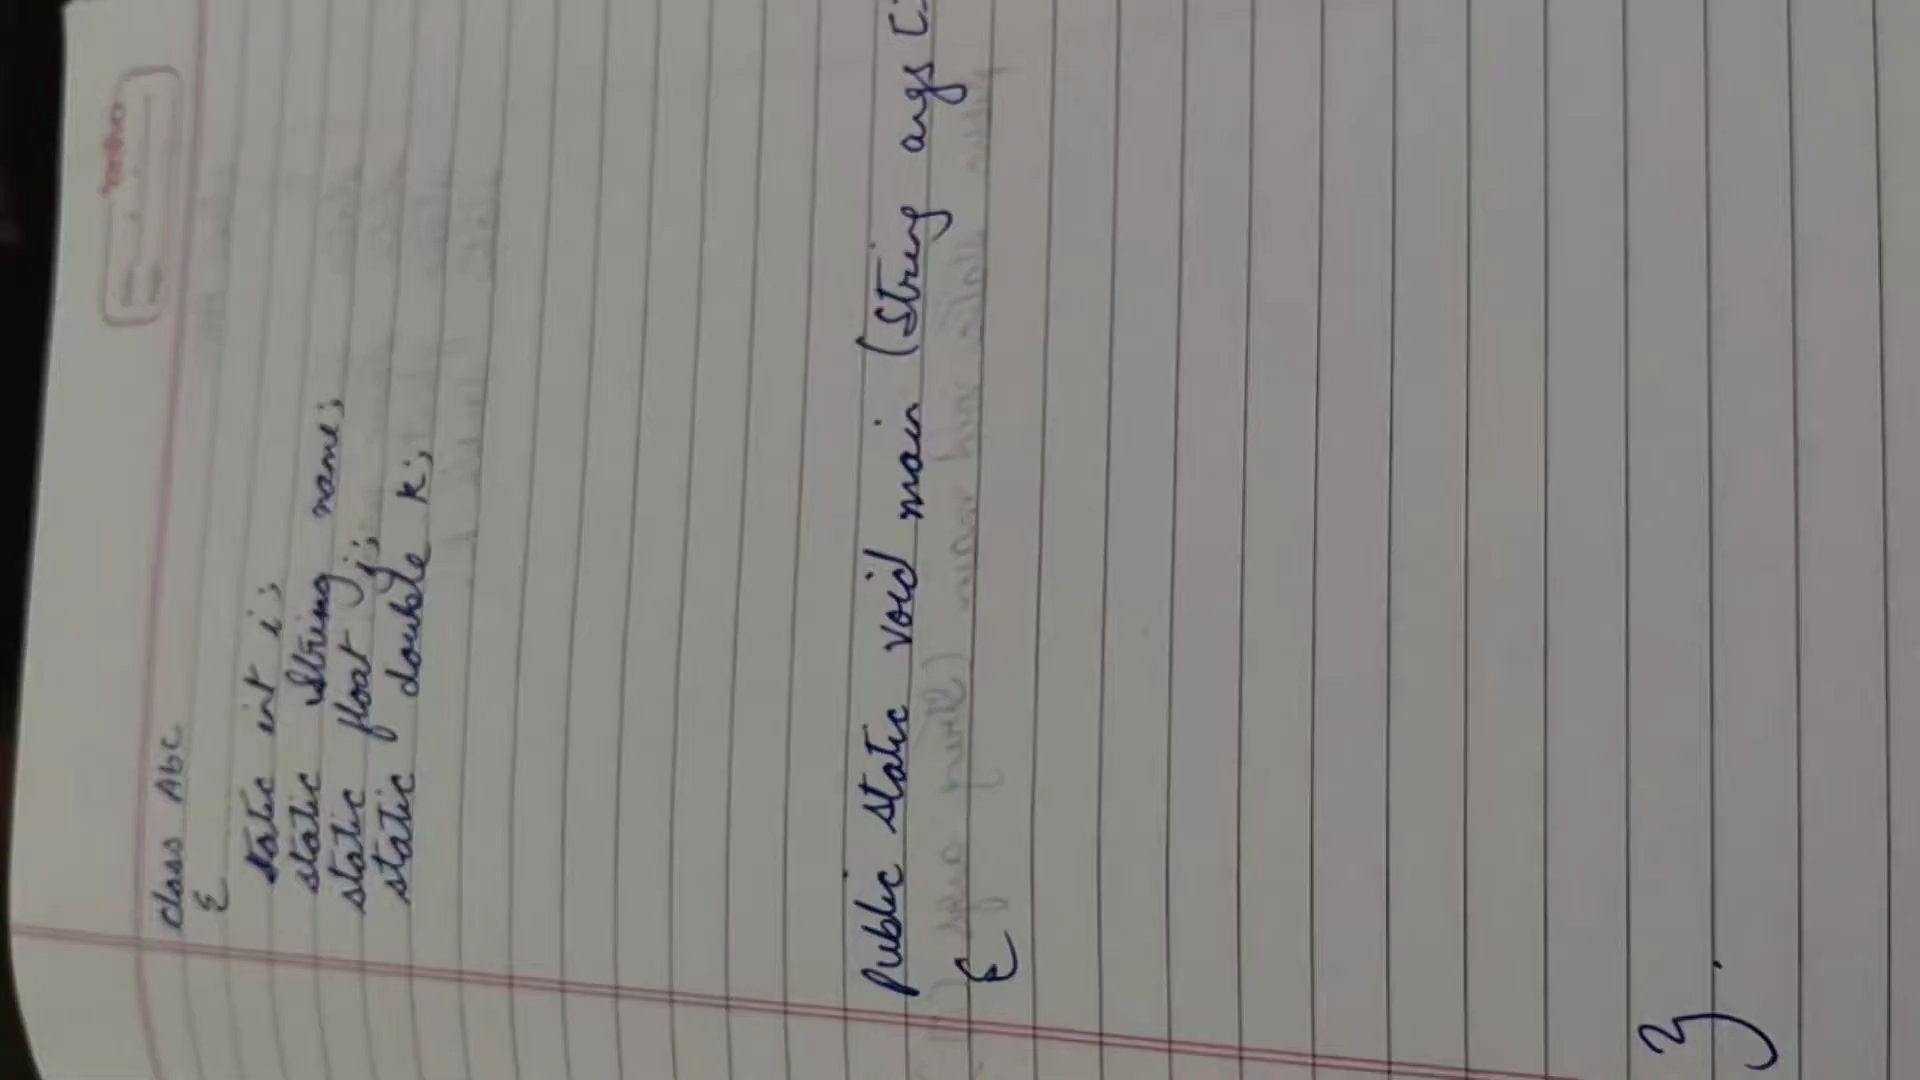 class Abc
{
static int i;
static String name;
static float j;
static double k;
public static void main (String args [
{
}